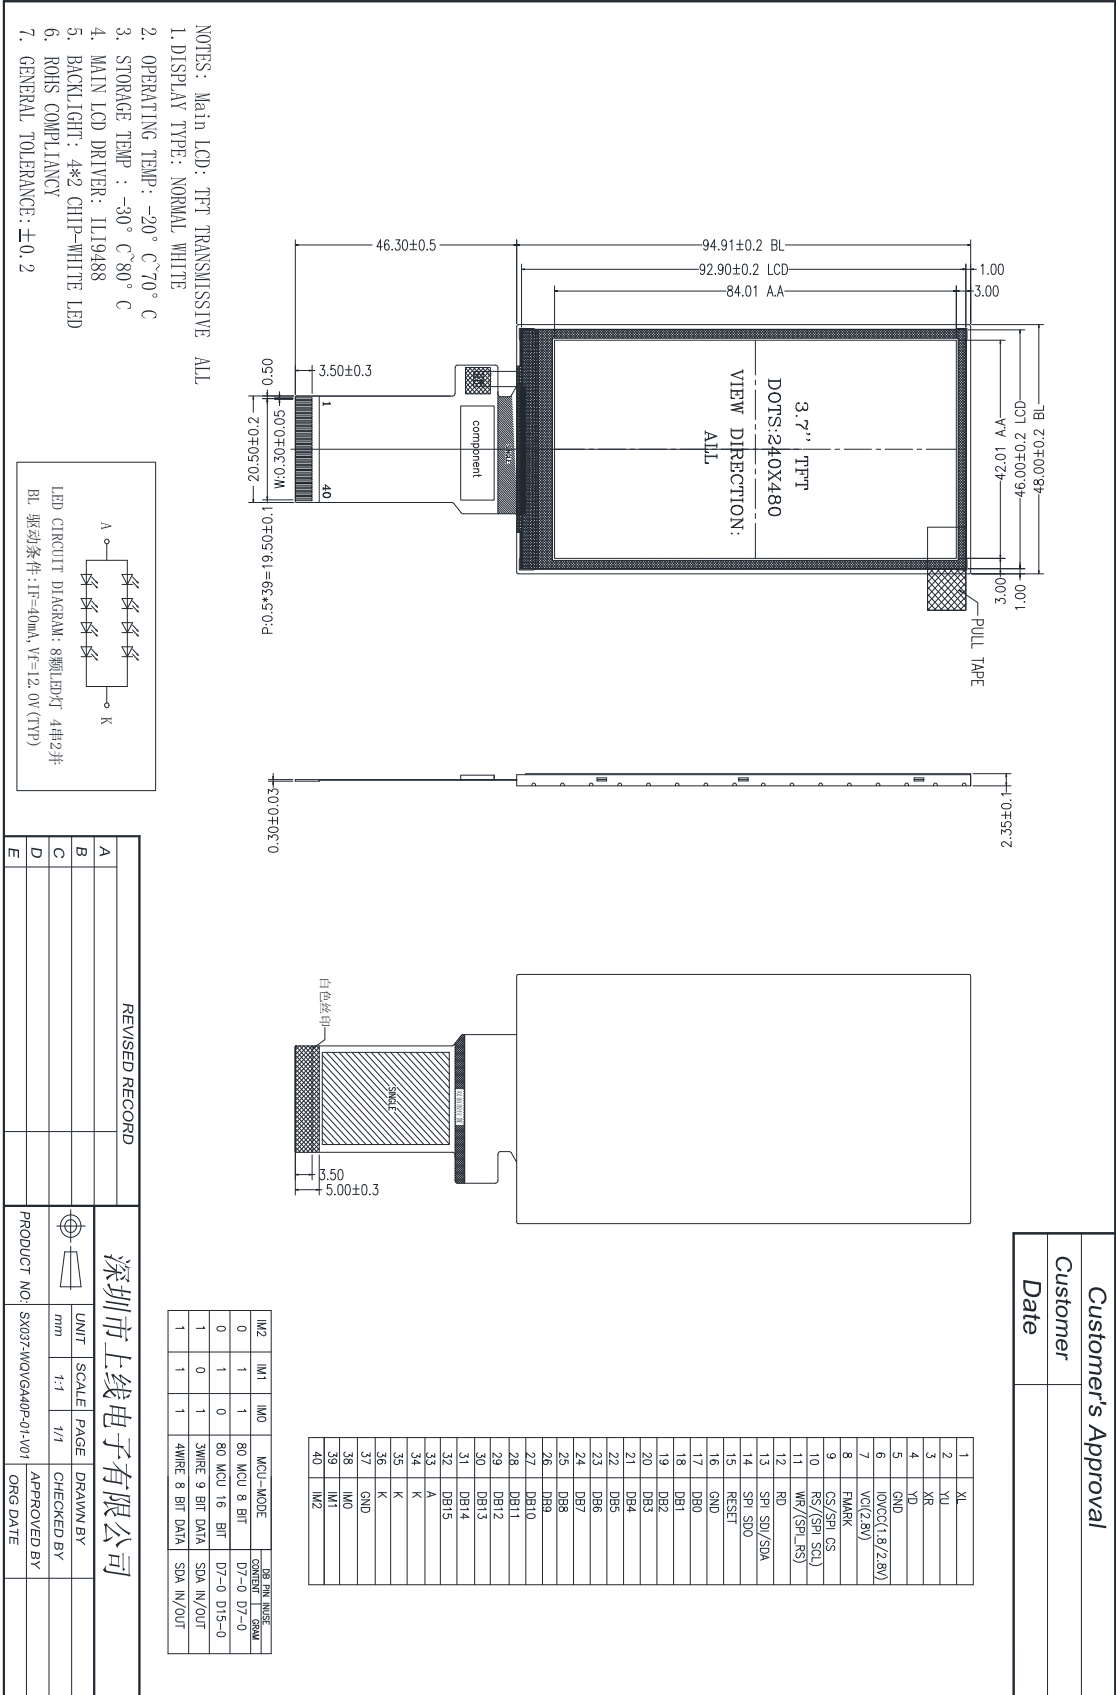 Customer's Approval
Customer
Date
94.91±0.2 BL
46.30±0.5
92.90±0.2 LCD
1.00
84.01 A.A
3.00
48.00±0.2 BL
46.00±0.2 LCD
42.01 A.A
1.00
3.00
PULL TAPE
3.7'' TFT
DOTS:240X480
VIEW DIRECTION:
ALL
component
SINGLE
3.50±0.3
1
40
0.50
W:0.30±0.05
20.50±0.2
P:0.5*39=19.50±0.1
2.35±0.1
0.30±0.03
白色丝印
SINGLE
3.50
5.00±0.3
1 XL
2 YU
3 XR
4 YD
5 GND
6 IOVCC(1.8/2.8V)
7 VCI(2.8V)
8 FMARK
9 CS/SPI CS
10 RS/(SPI SCL)
11 WR/(SPI_RS)
12 RD
13 SPI SDI/SDA
14 SPI SDO
15 RESET
16 GND
17 DB0
18 DB1
19 DB2
20 DB3
21 DB4
22 DB5
23 DB6
24 DB7
25 DB8
26 DB9
27 DB10
28 DB11
29 DB12
30 DB13
31 DB14
32 DB15
33 A
34 K
35 K
36 K
37 GND
38 IM0
39 IM1
40 IM2
IM2 IM1 IM0 MCU-MODE DB PIN INUSE
CONTENT GRAM
0 1 1 80 MCU 8 BIT D7-0 D7-0
0 1 0 80 MCU 16 BIT D7-0 D15-0
1 0 1 3WIRE 9 BIT DATA SDA IN/OUT
1 1 1 4WIRE 8 BIT DATA SDA IN/OUT
NOTES: Main LCD: TFT TRANSMISSIVE ALL
1.DISPLAY TYPE: NORMAL WHITE
2. OPERATING TEMP: -20° C~70° C
3. STORAGE TEMP : -30° C~80° C
4. MAIN LCD DRIVER: ILI9488
5. BACKLIGHT: 4*2 CHIP-WHITE LED
6. ROHS COMPLIANCY
7. GENERAL TOLERANCE:±0.2
A
K
LED CIRCUIT DIAGRAM: 8颗LED灯 4串2并
BL 驱动条件:IF=40mA,Vf=12.0V(TYP)
REVISED RECORD
A
B
C
D
E
深圳市上线电子有限公司
UNIT SCALE PAGE DRAWN BY
mm 1:1 1/1 CHECKED BY
APPROVED BY
PRODUCT NO: SX037-WQVGA40P-01-V01 ORG DATE